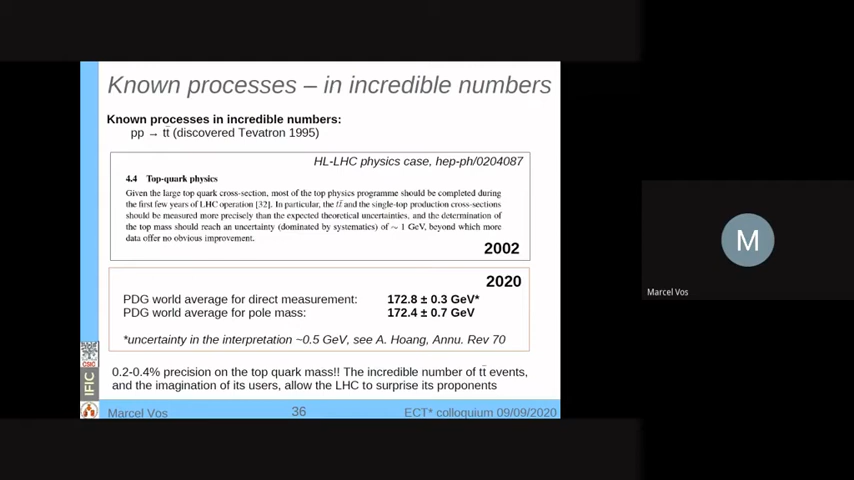 Known processes – in incredible numbers
Known processes in incredible numbers:
pp → tt̄ (discovered Tevatron 1995)
HL-LHC physics case, hep-ph/0204087
4.4 Top-quark physics
Given the large top quark cross-section, most of the top physics programme should be completed during
the first few years of LHC operation [32]. In particular, the tt̄ and the single-top production cross-sections
should be measured more precisely than the expected theoretical uncertainties, and the determination of
the top mass should reach an uncertainty (dominated by systematics) of ~ 1 GeV, beyond which more
data offer no obvious improvement.
2002
2020
PDG world average for direct measurement: 172.8 ± 0.3 GeV*
PDG world average for pole mass: 172.4 ± 0.7 GeV
*uncertainty in the interpretation ~0.5 GeV, see A. Hoang, Annu. Rev 70
0.2-0.4% precision on the top quark mass!! The incredible number of tt̄ events,
and the imagination of its users, allow the LHC to surprise its proponents
CSIC
IFIC
Marcel Vos 36 ECT* colloquium 09/09/2020
M
Marcel Vos